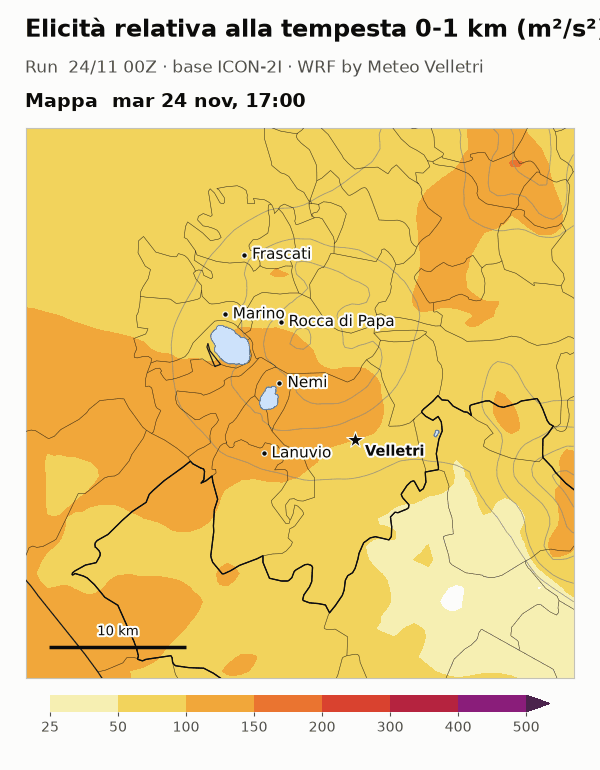 Elicità relativa alla tempesta 0-1 km (m²/s²)
Run 24/11 00Z · base ICON-2I · WRF by Meteo Velletri
Mappa mar 24 nov, 17:00
Frascati
Marino
Rocca di Papa
Nemi
Velletri
Lanuvio
10 km
25 50 100 150 200 300 400 500